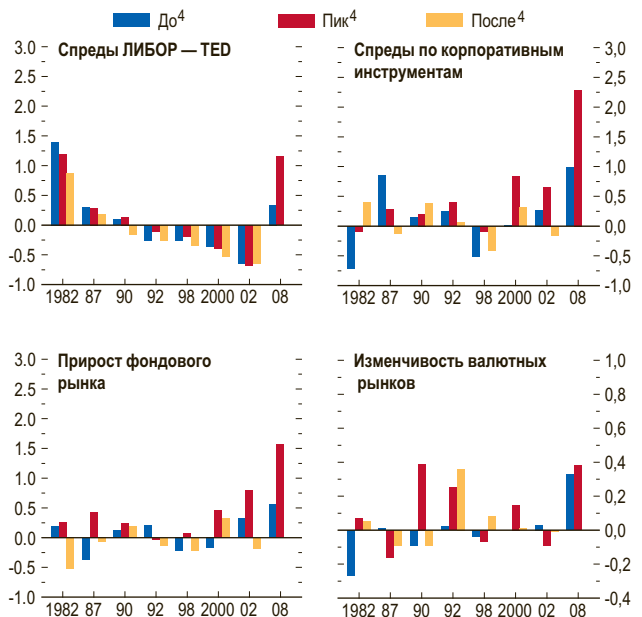 До4 Пик4 После4
Спреды ЛИБОР — TED
3.0
2.5
2.0
1.5
1.0
0.5
0.0
-0.5
-1.0
1982 87 90 92 98 2000 02 08
Спреды по корпоративным
инструментам
3,0
2,5
2,0
1,5
1,0
0,5
0,0
-0,5
-1,0
1982 87 90 92 98 2000 02 08
Прирост фондового
рынка
3.0
2.5
2.0
1.5
1.0
0.5
0.0
-0.5
-1.0
1982 87 90 92 98 2000 02 08
Изменчивость валютных
рынков
1,0
0,8
0,6
0,4
0,2
0,0
-0,2
-0,4
1982 87 90 92 98 2000 02 08